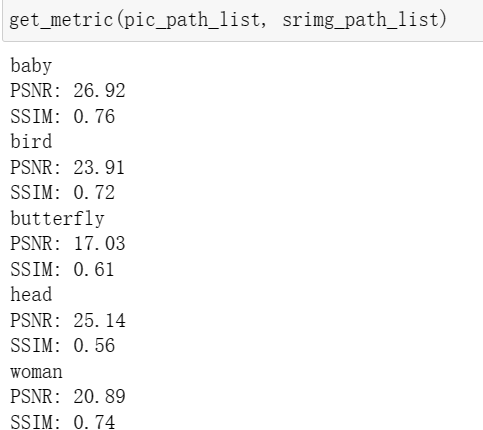 get_metric(pic_path_list, srimg_path_list)
baby
PSNR: 26.92
SSIM: 0.76
bird
PSNR: 23.91
SSIM: 0.72
butterfly
PSNR: 17.03
SSIM: 0.61
head
PSNR: 25.14
SSIM: 0.56
woman
PSNR: 20.89
SSIM: 0.74